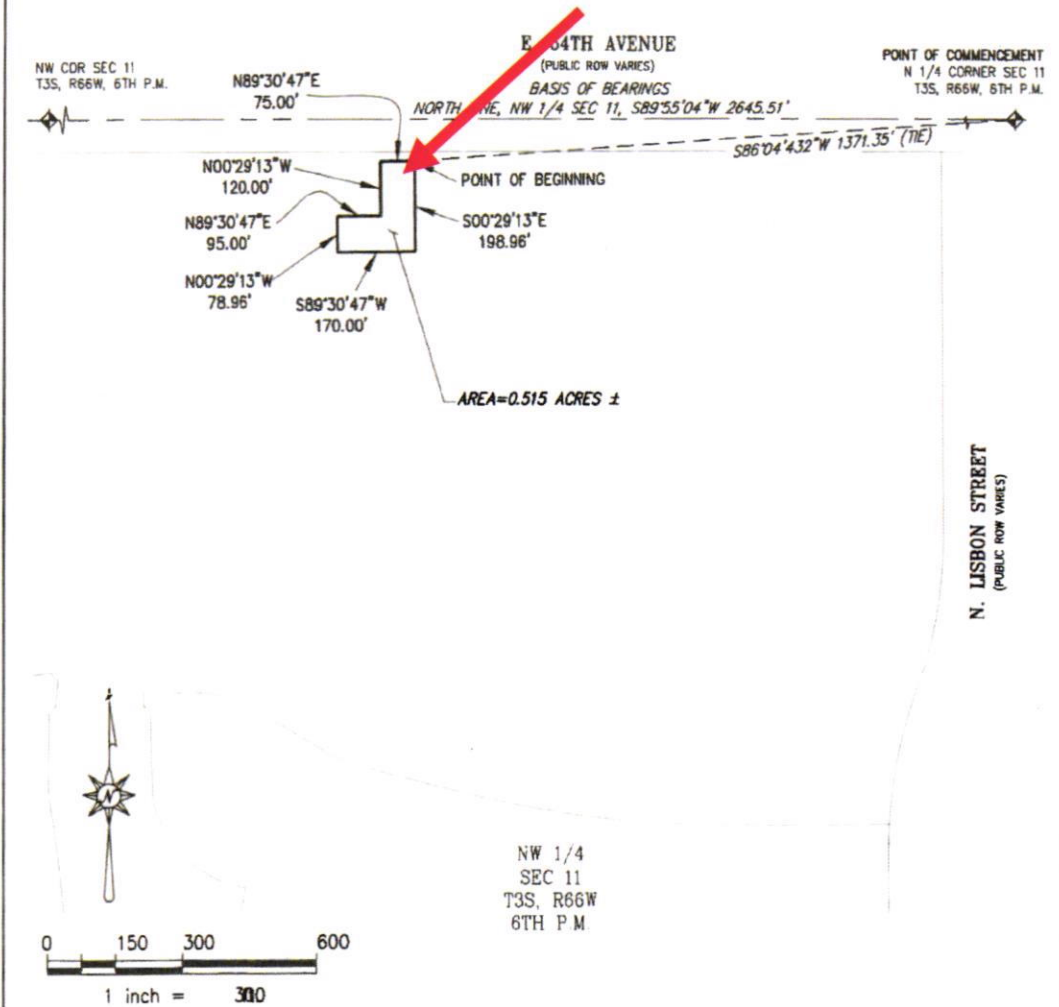 E. 64TH AVENUE
(PUBLIC ROW VARIES)
BASIS OF BEARINGS
NORTH LINE, NW 1/4 SEC 11, S89°55'04"W 2645.51'
NW COR SEC 11
T3S, R66W, 6TH P.M.
POINT OF COMMENCEMENT
N 1/4 CORNER SEC 11
T3S, R66W, 6TH P.M.
N89°30'47"E
75.00'
S86°04'432"W 1371.35' (TIE)
N00°29'13"W
120.00'
POINT OF BEGINNING
N89°30'47"E
95.00'
S00°29'13"E
198.96'
N00°29'13"W
78.96'
S89°30'47"W
170.00'
AREA=0.515 ACRES ±
N. LISBON STREET
(PUBLIC ROW VARIES)
N
NW 1/4
SEC 11
T3S, R66W
6TH P.M.
0 150 300 600
1 inch =